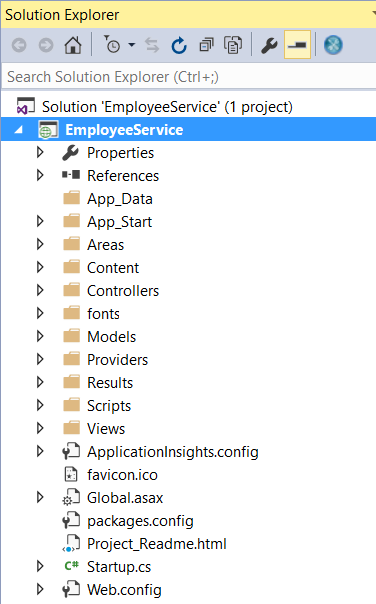 Solution Explorer
Search Solution Explorer (Ctrl+;)
Solution 'EmployeeService' (1 project)
EmployeeService
Properties
References
App_Data
App_Start
Areas
Content
Controllers
fonts
Models
Providers
Results
Scripts
Views
ApplicationInsights.config
favicon.ico
Global.asax
packages.config
Project_Readme.html
C# Startup.cs
Web.config